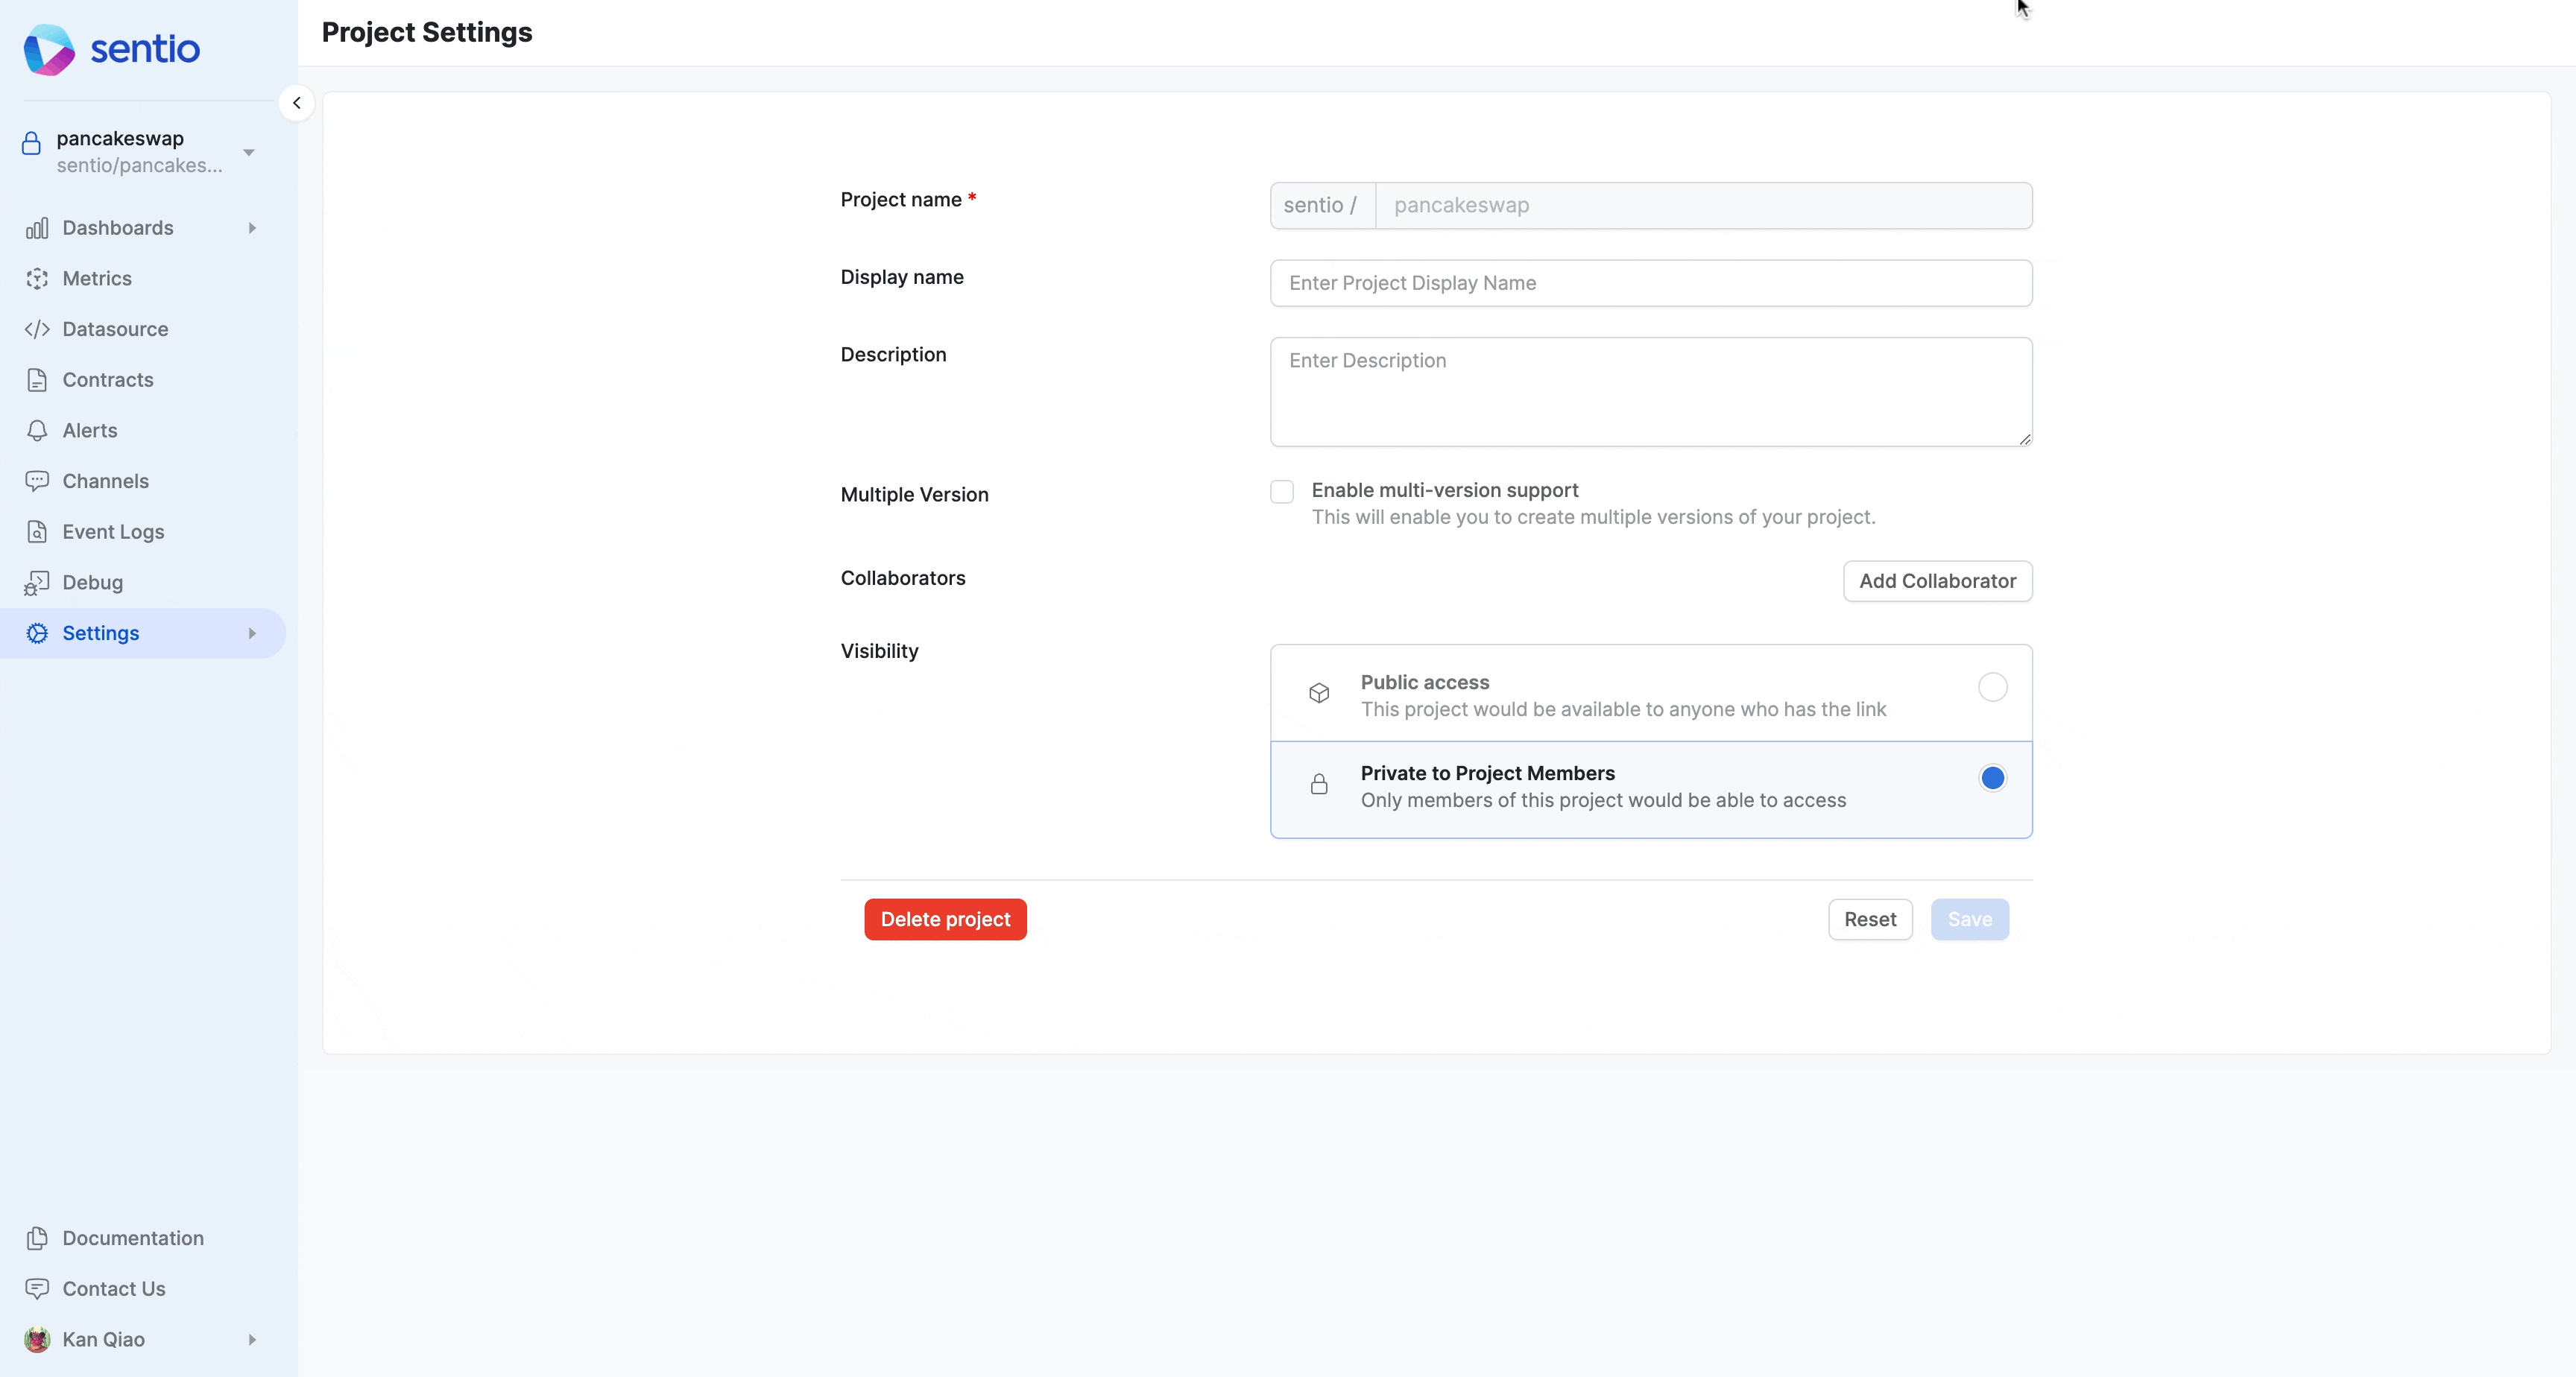 sentio
Project Settings
pancakeswap
sentio/pancakes...
Dashboards
Metrics
Datasource
Contracts
Alerts
Channels
Event Logs
Debug
Settings
Documentation
Contact Us
Kan Qiao
Project name *
sentio /
pancakeswap
Display name
Enter Project Display Name
Description
Enter Description
Multiple Version
Enable multi-version support
This will enable you to create multiple versions of your project.
Collaborators
Add Collaborator
Visibility
Public access
This project would be available to anyone who has the link
Private to Project Members
Only members of this project would be able to access
Delete project
Reset
Save